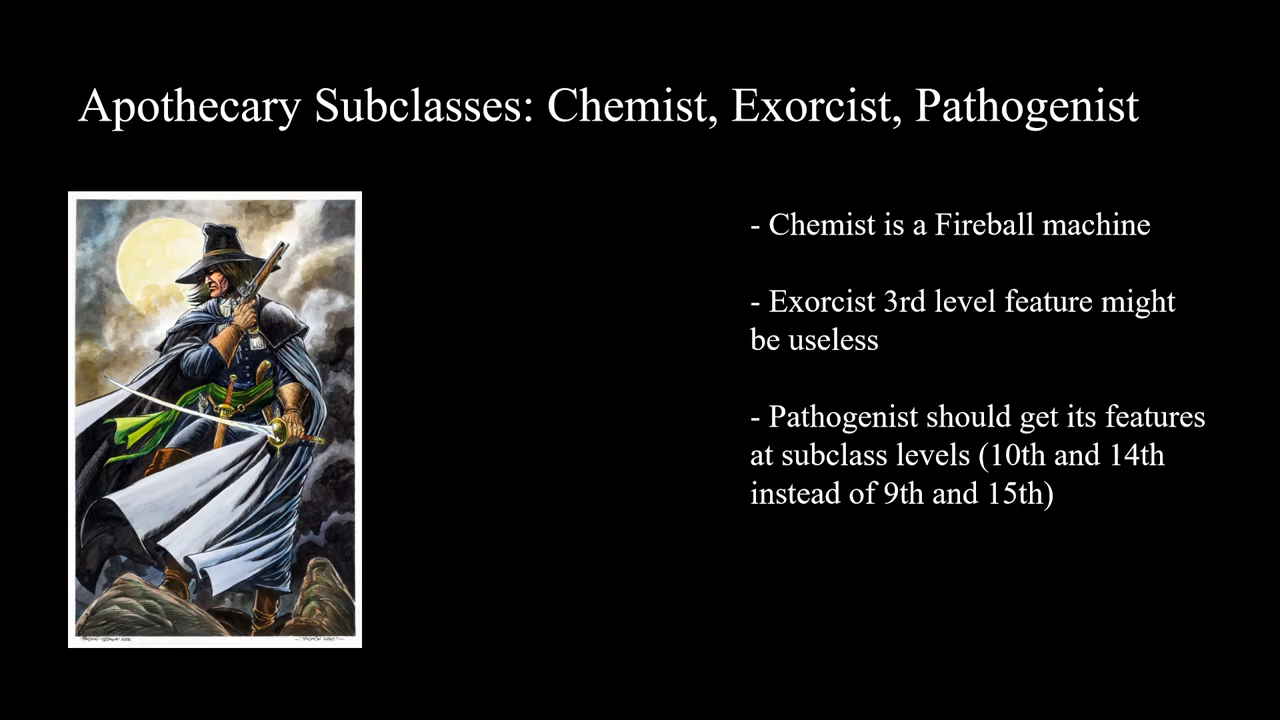 Apothecary Subclasses: Chemist, Exorcist, Pathogenist
- Chemist is a Fireball machine
- Exorcist 3rd level feature might
be useless
- Pathogenist should get its features
at subclass levels (10th and 14th
instead of 9th and 15th)